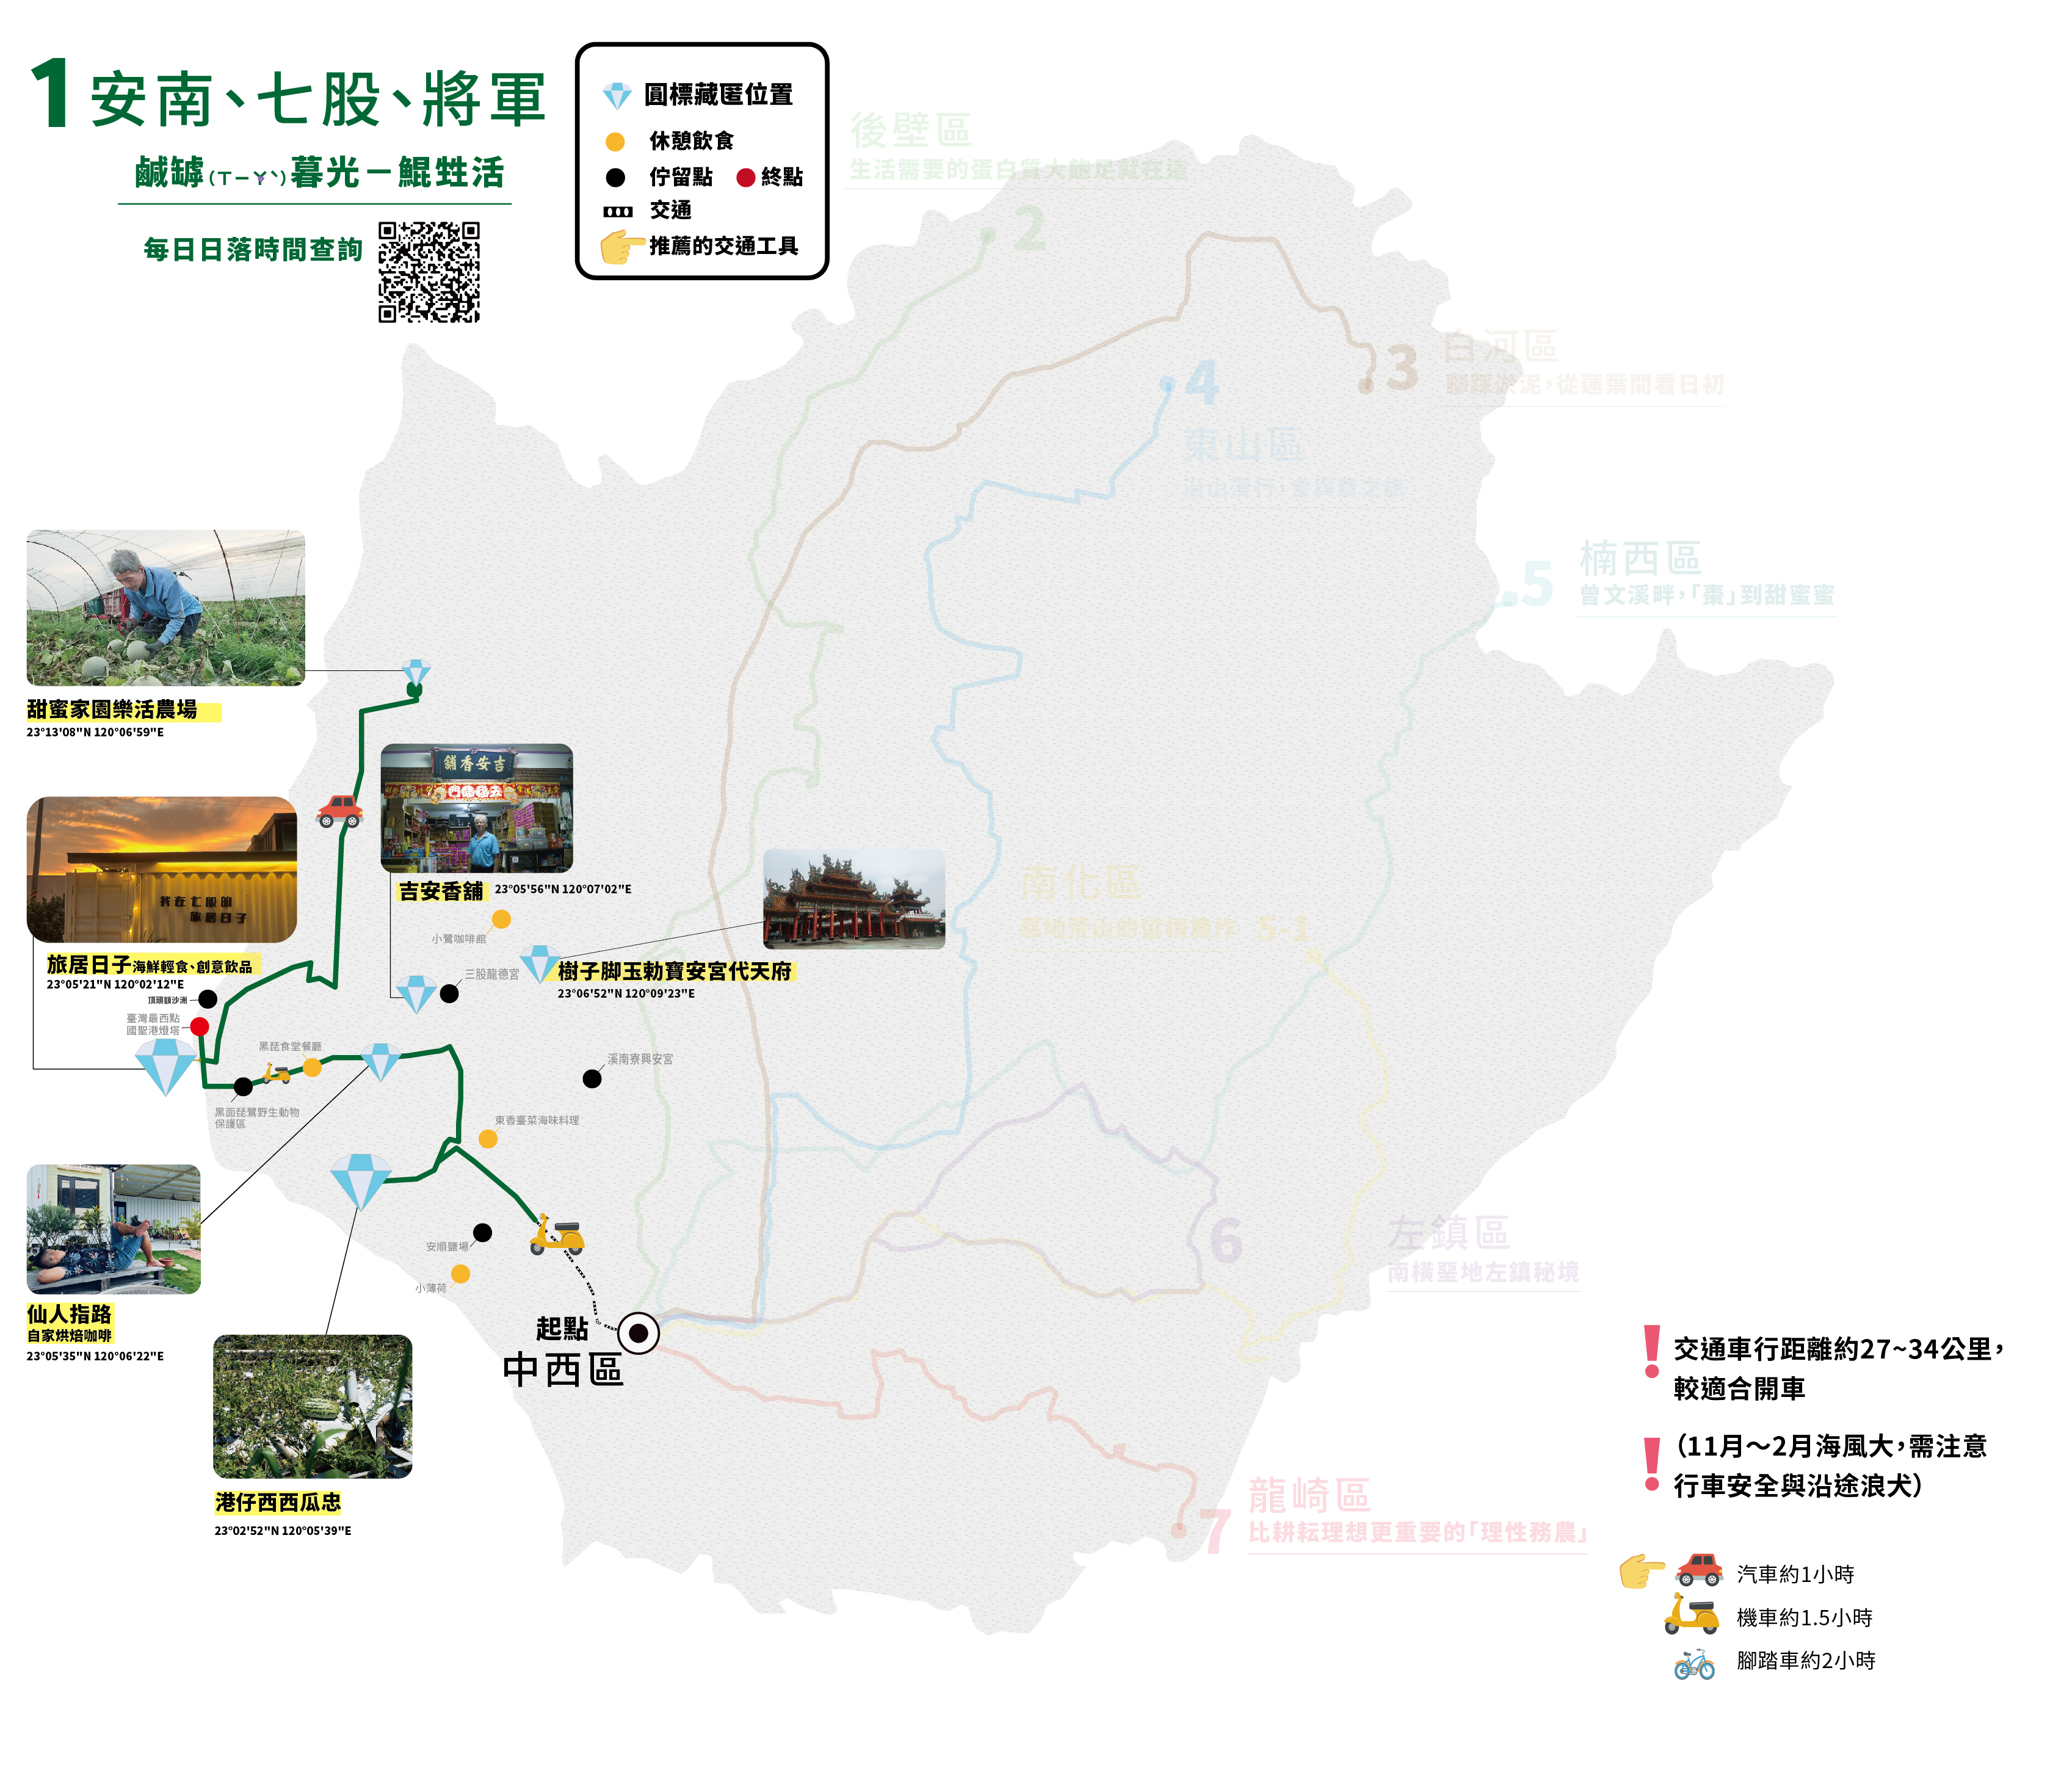 1 安南、七股、將軍
鹹罅(ㄒㄧㄚˋ)暮光－鯤甡活
每日日落時間查詢
圓標藏匿位置
休憩飲食
佇留點 終點
交通
推薦的交通工具
後壁區
生活需要的蛋白質大飽足就在這
2
白河區
腳踩淤泥，從蓮葉間看日初
3
4
東山區
楠西區
曾文溪畔，「棗」到甜蜜蜜
5
甜蜜家園樂活農場
23°13'08"N 120°06'59"E
吉安香舖
吉安香舖 23°05'56"N 120°07'02"E
小鷺咖啡館
三股龍德宮
我在七股的
旅居日子
旅居日子海鮮輕食、創意飲品
23°05'21"N 120°02'12"E
頂頭額沙洲
臺灣最西點
國聖港燈塔
黑琵食堂餐廳
黑面琵鷺野生動物
保護區
樹子脚玉勅寶安宮代天府
23°06'52"N 120°09'23"E
南化區
5-1
溪南寮興安宮
東香臺菜海味料理
仙人指路
自家烘焙咖啡
23°05'35"N 120°06'22"E
安順鹽場
小薄荷
起點
中西區
港仔西西瓜忠
23°02'52"N 120°05'39"E
6
左鎮區
南橫堊地左鎮秘境
7
龍崎區
比耕耘理想更重要的「理性務農」
交通車行距離約27~34公里，
較適合開車
（11月～2月海風大，需注意
行車安全與沿途浪犬）
汽車約1小時
機車約1.5小時
腳踏車約2小時